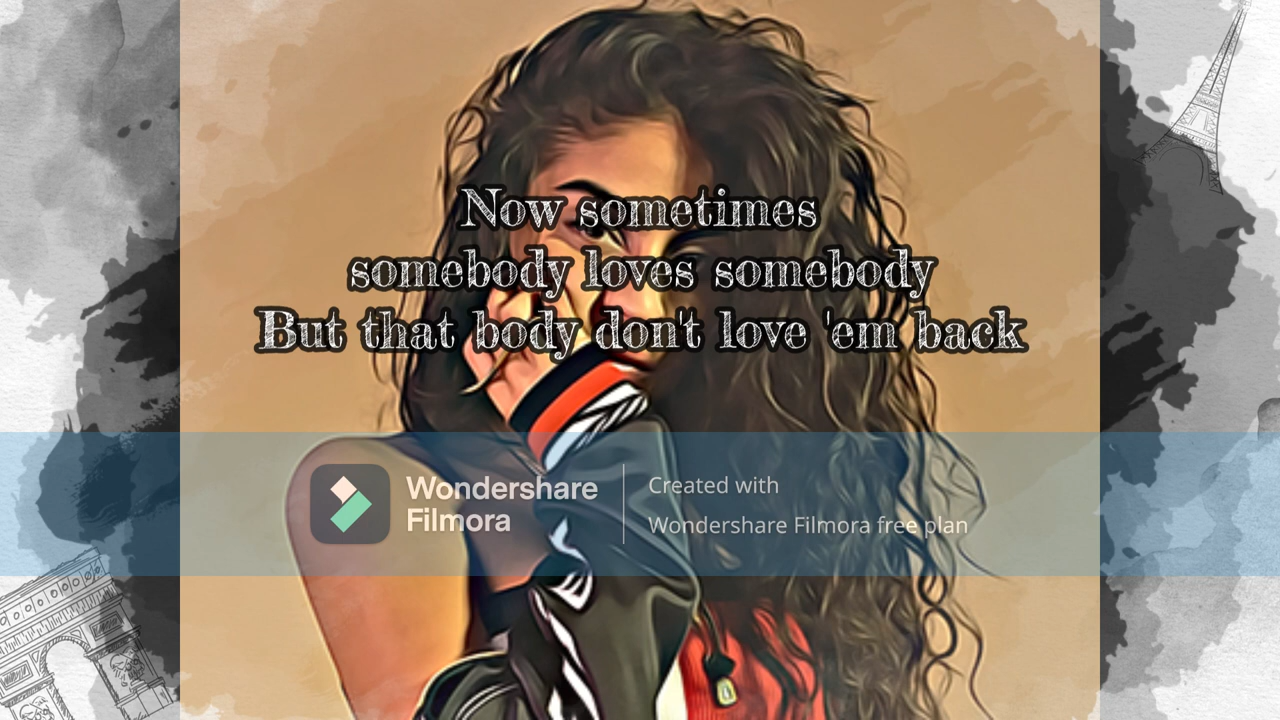 Now sometimes
somebody loves somebody
But that body don't love 'em back
Wondershare
Filmora
Created with
Wondershare Filmora free plan